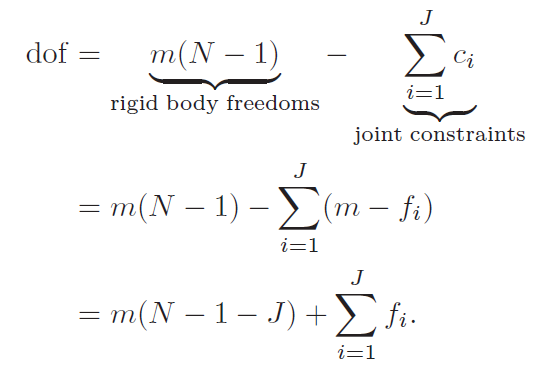 dof = m(N − 1) − ∑_{i=1}^{J} c_i
rigid body freedoms
joint constraints
= m(N − 1) − ∑_{i=1}^{J} (m − f_i)
= m(N − 1 − J) + ∑_{i=1}^{J} f_i.